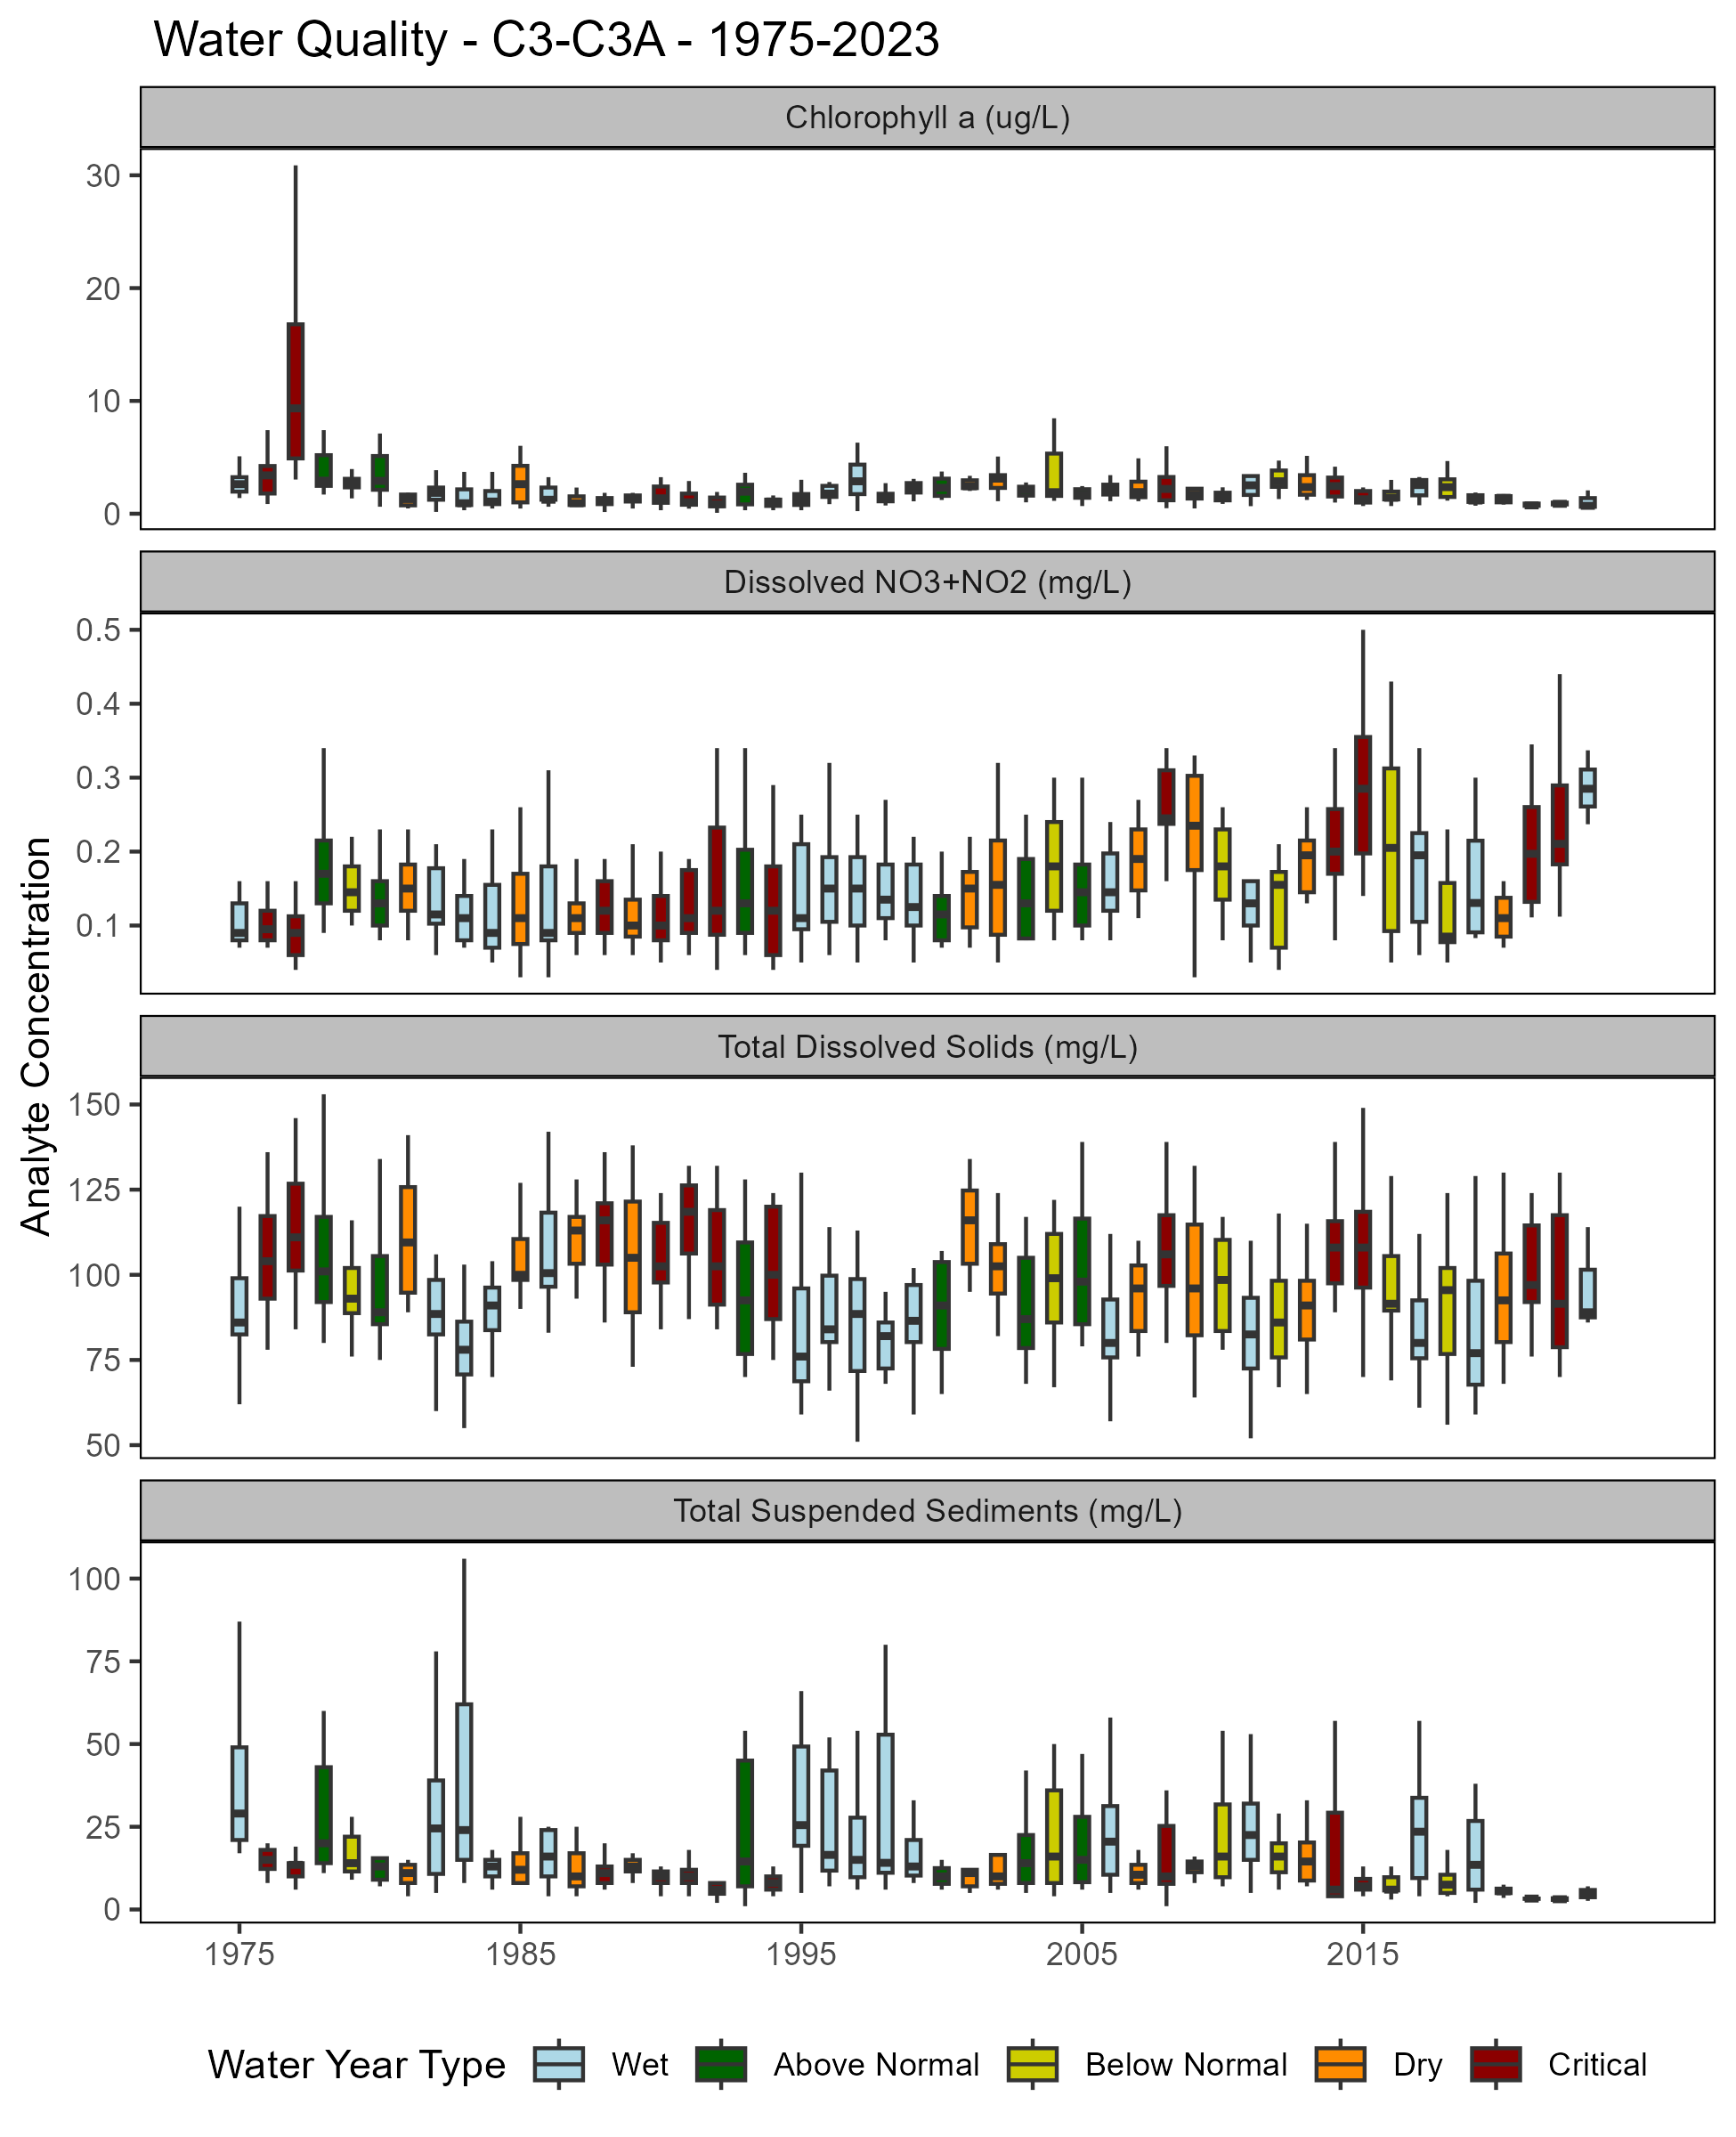 Water Quality - C3-C3A - 1975-2023
Chlorophyll a (ug/L)
30
20
10
0
Dissolved NO3+NO2 (mg/L)
0.5
0.4
0.3
0.2
0.1
Total Dissolved Solids (mg/L)
150
125
100
75
50
Total Suspended Sediments (mg/L)
100
75
50
25
0
Analyte Concentration
1975 1985 1995 2005 2015
Water Year Type Wet Above Normal Below Normal Dry Critical